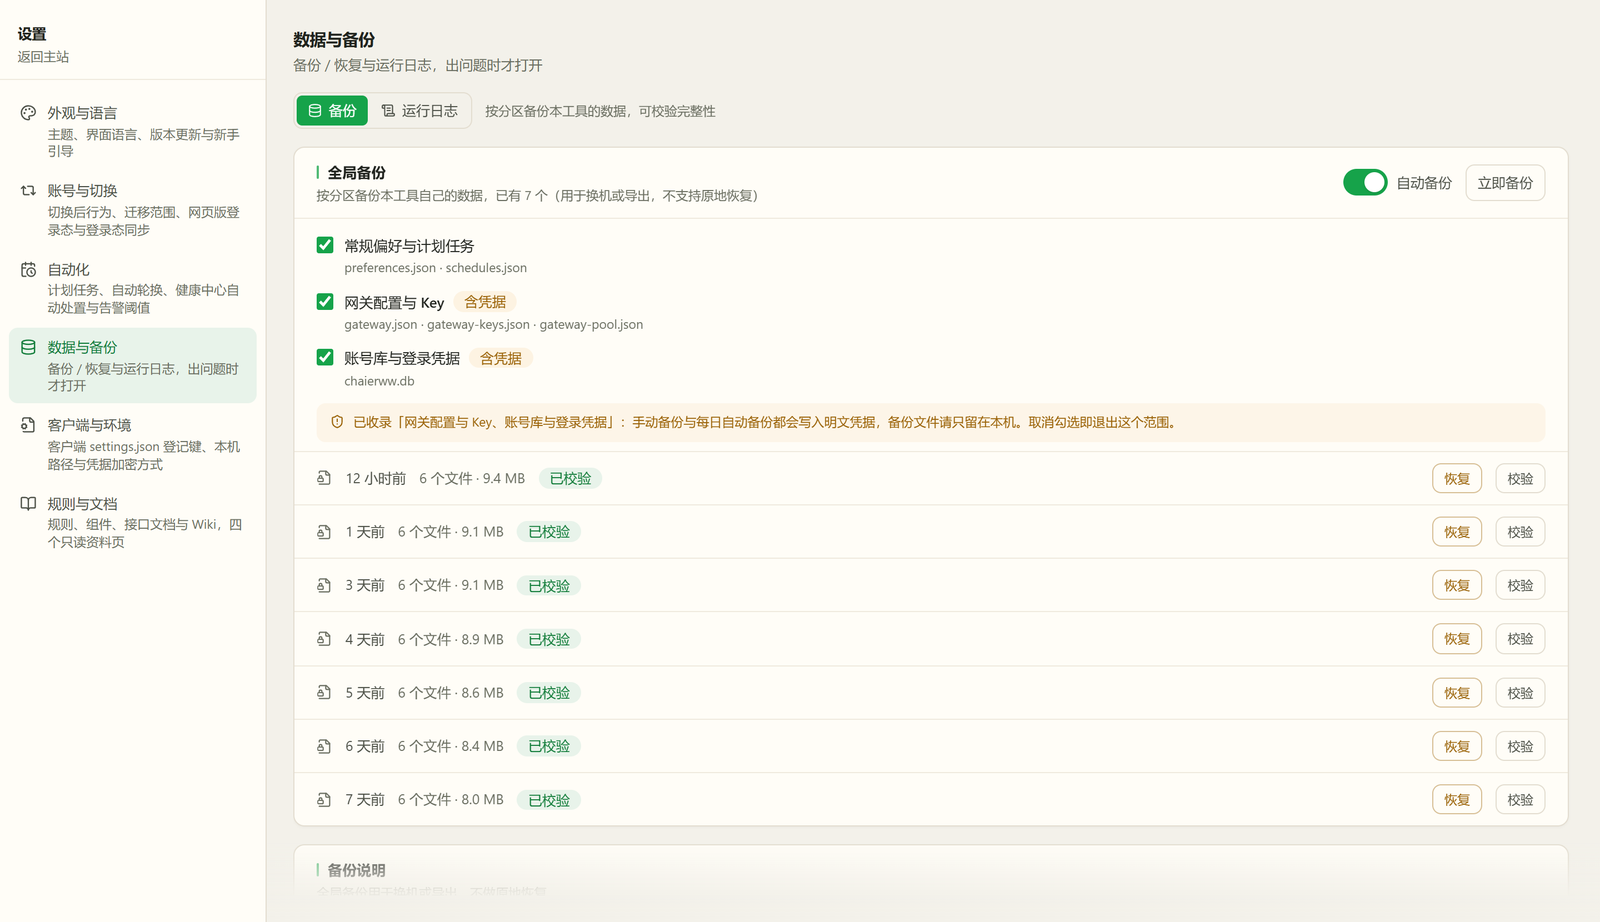 设置
返回主站
外观与语言
主题、界面语言、版本更新与新手
引导
账号与切换
切换后行为、迁移范围、网页版登
录态与登录态同步
自动化
计划任务、自动轮换、健康中心自
动处置与告警阈值
数据与备份
备份 / 恢复与运行日志，出问题时
才打开
客户端与环境
客户端 settings.json 登记键、本机
路径与凭据加密方式
规则与文档
规则、组件、接口文档与 Wiki，四
个只读资料页
数据与备份
备份 / 恢复与运行日志，出问题时才打开
备份 运行日志 按分区备份本工具的数据，可校验完整性
全局备份
按分区备份本工具自己的数据，已有 7 个（用于换机或导出，不支持原地恢复）
自动备份 立即备份
常规偏好与计划任务
preferences.json · schedules.json
网关配置与 Key 含凭据
gateway.json · gateway-keys.json · gateway-pool.json
账号库与登录凭据 含凭据
chaierww.db
已收录「网关配置与 Key、账号库与登录凭据」：手动备份与每日自动备份都会写入明文凭据，备份文件请只留在本机。取消勾选即退出这个范围。
12 小时前 6 个文件 · 9.4 MB 已校验 恢复 校验
1 天前 6 个文件 · 9.1 MB 已校验 恢复 校验
3 天前 6 个文件 · 9.1 MB 已校验 恢复 校验
4 天前 6 个文件 · 8.9 MB 已校验 恢复 校验
5 天前 6 个文件 · 8.6 MB 已校验 恢复 校验
6 天前 6 个文件 · 8.4 MB 已校验 恢复 校验
7 天前 6 个文件 · 8.0 MB 已校验 恢复 校验
备份说明
全局备份用于换机或导出，不做原地恢复